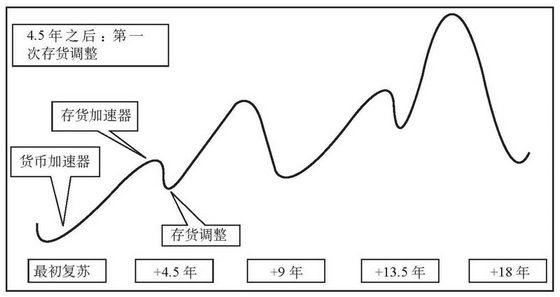 4.5 年之后：第一
次存货调整
存货加速器
货币加速器
存货调整
最初复苏
+4.5 年
+9 年
+13.5 年
+18 年